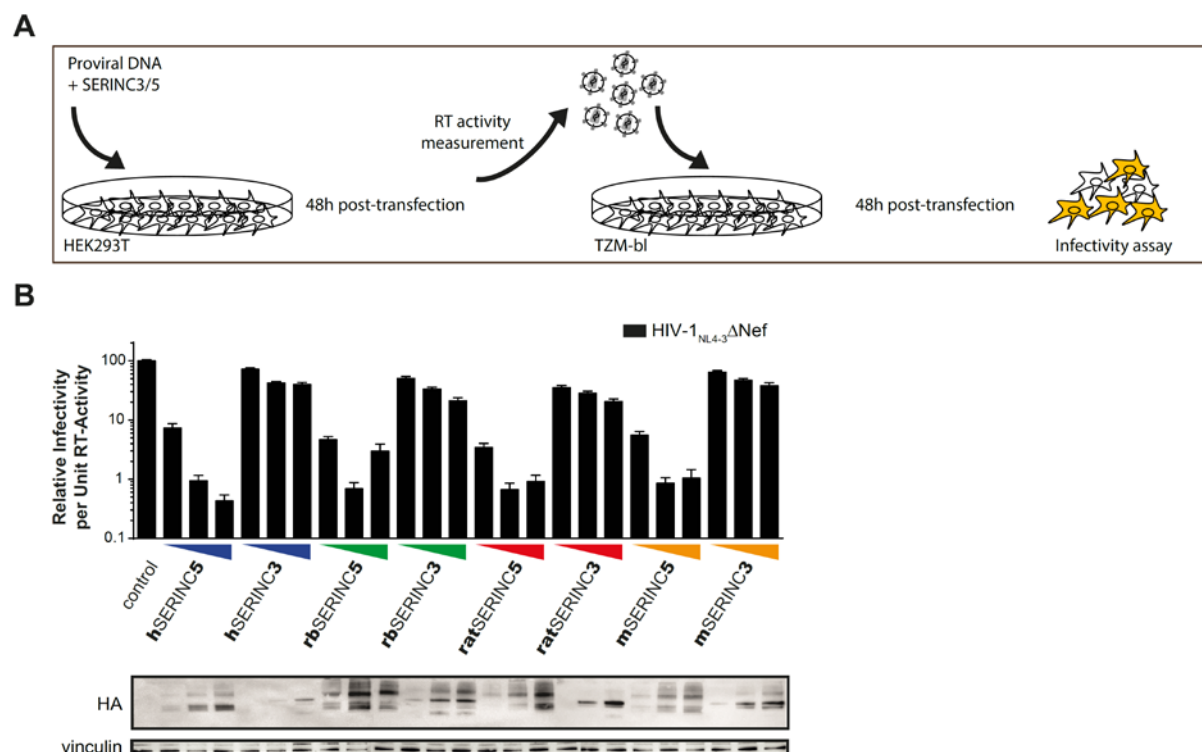 A
Proviral DNA
+ SERINC3/5
RT activity
measurement
48h post-transfection
48h post-transfection
HEK293T
TZM-bl
Infectivity assay
B
HIV-1NL4-3ΔNef
Relative Infectivity
per Unit RT-Activity
100
10
1
0.1
control
hSERINC5
hSERINC3
rbSERINC5
rbSERINC3
ratSERINC5
ratSERINC3
mSERINC5
mSERINC3
HA
vinculin